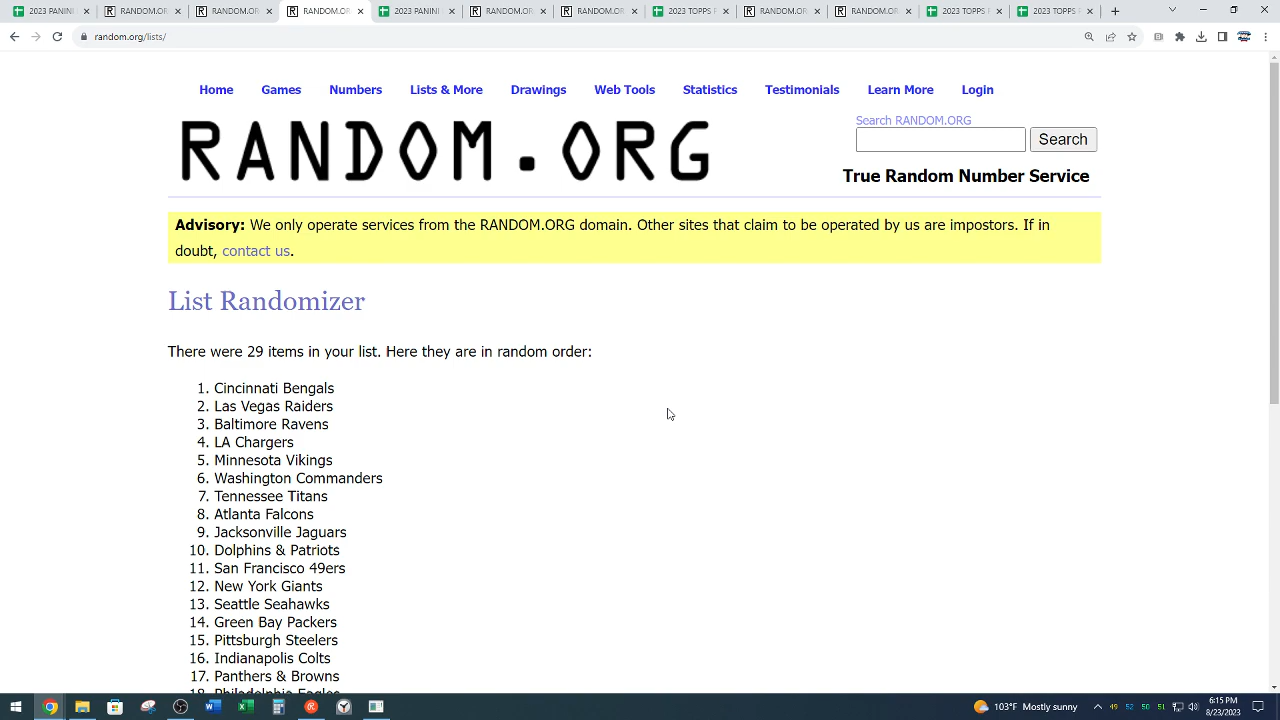 2023 PANINI
RANDOM.OR
RANDOM.OR
RANDOM.OR
2023 PANINI
RANDOM.OR
RANDOM.OR
2023 TOPPS
RANDOM.OR
RANDOM.OR
2023 TOPPS
2023 TOPPS
random.org/lists/
Home Games Numbers Lists & More Drawings Web Tools Statistics Testimonials Learn More Login
RANDOM.ORG
Search RANDOM.ORG
Search
True Random Number Service
Advisory: We only operate services from the RANDOM.ORG domain. Other sites that claim to be operated by us are impostors. If in
doubt, contact us.
List Randomizer
There were 29 items in your list. Here they are in random order:
1. Cincinnati Bengals
2. Las Vegas Raiders
3. Baltimore Ravens
4. LA Chargers
5. Minnesota Vikings
6. Washington Commanders
7. Tennessee Titans
8. Atlanta Falcons
9. Jacksonville Jaguars
10. Dolphins & Patriots
11. San Francisco 49ers
12. New York Giants
13. Seattle Seahawks
14. Green Bay Packers
15. Pittsburgh Steelers
16. Indianapolis Colts
17. Panthers & Browns
18. Philadelphia Eagles
103°F Mostly sunny
49 52 50 51
6:15 PM
8/23/2023